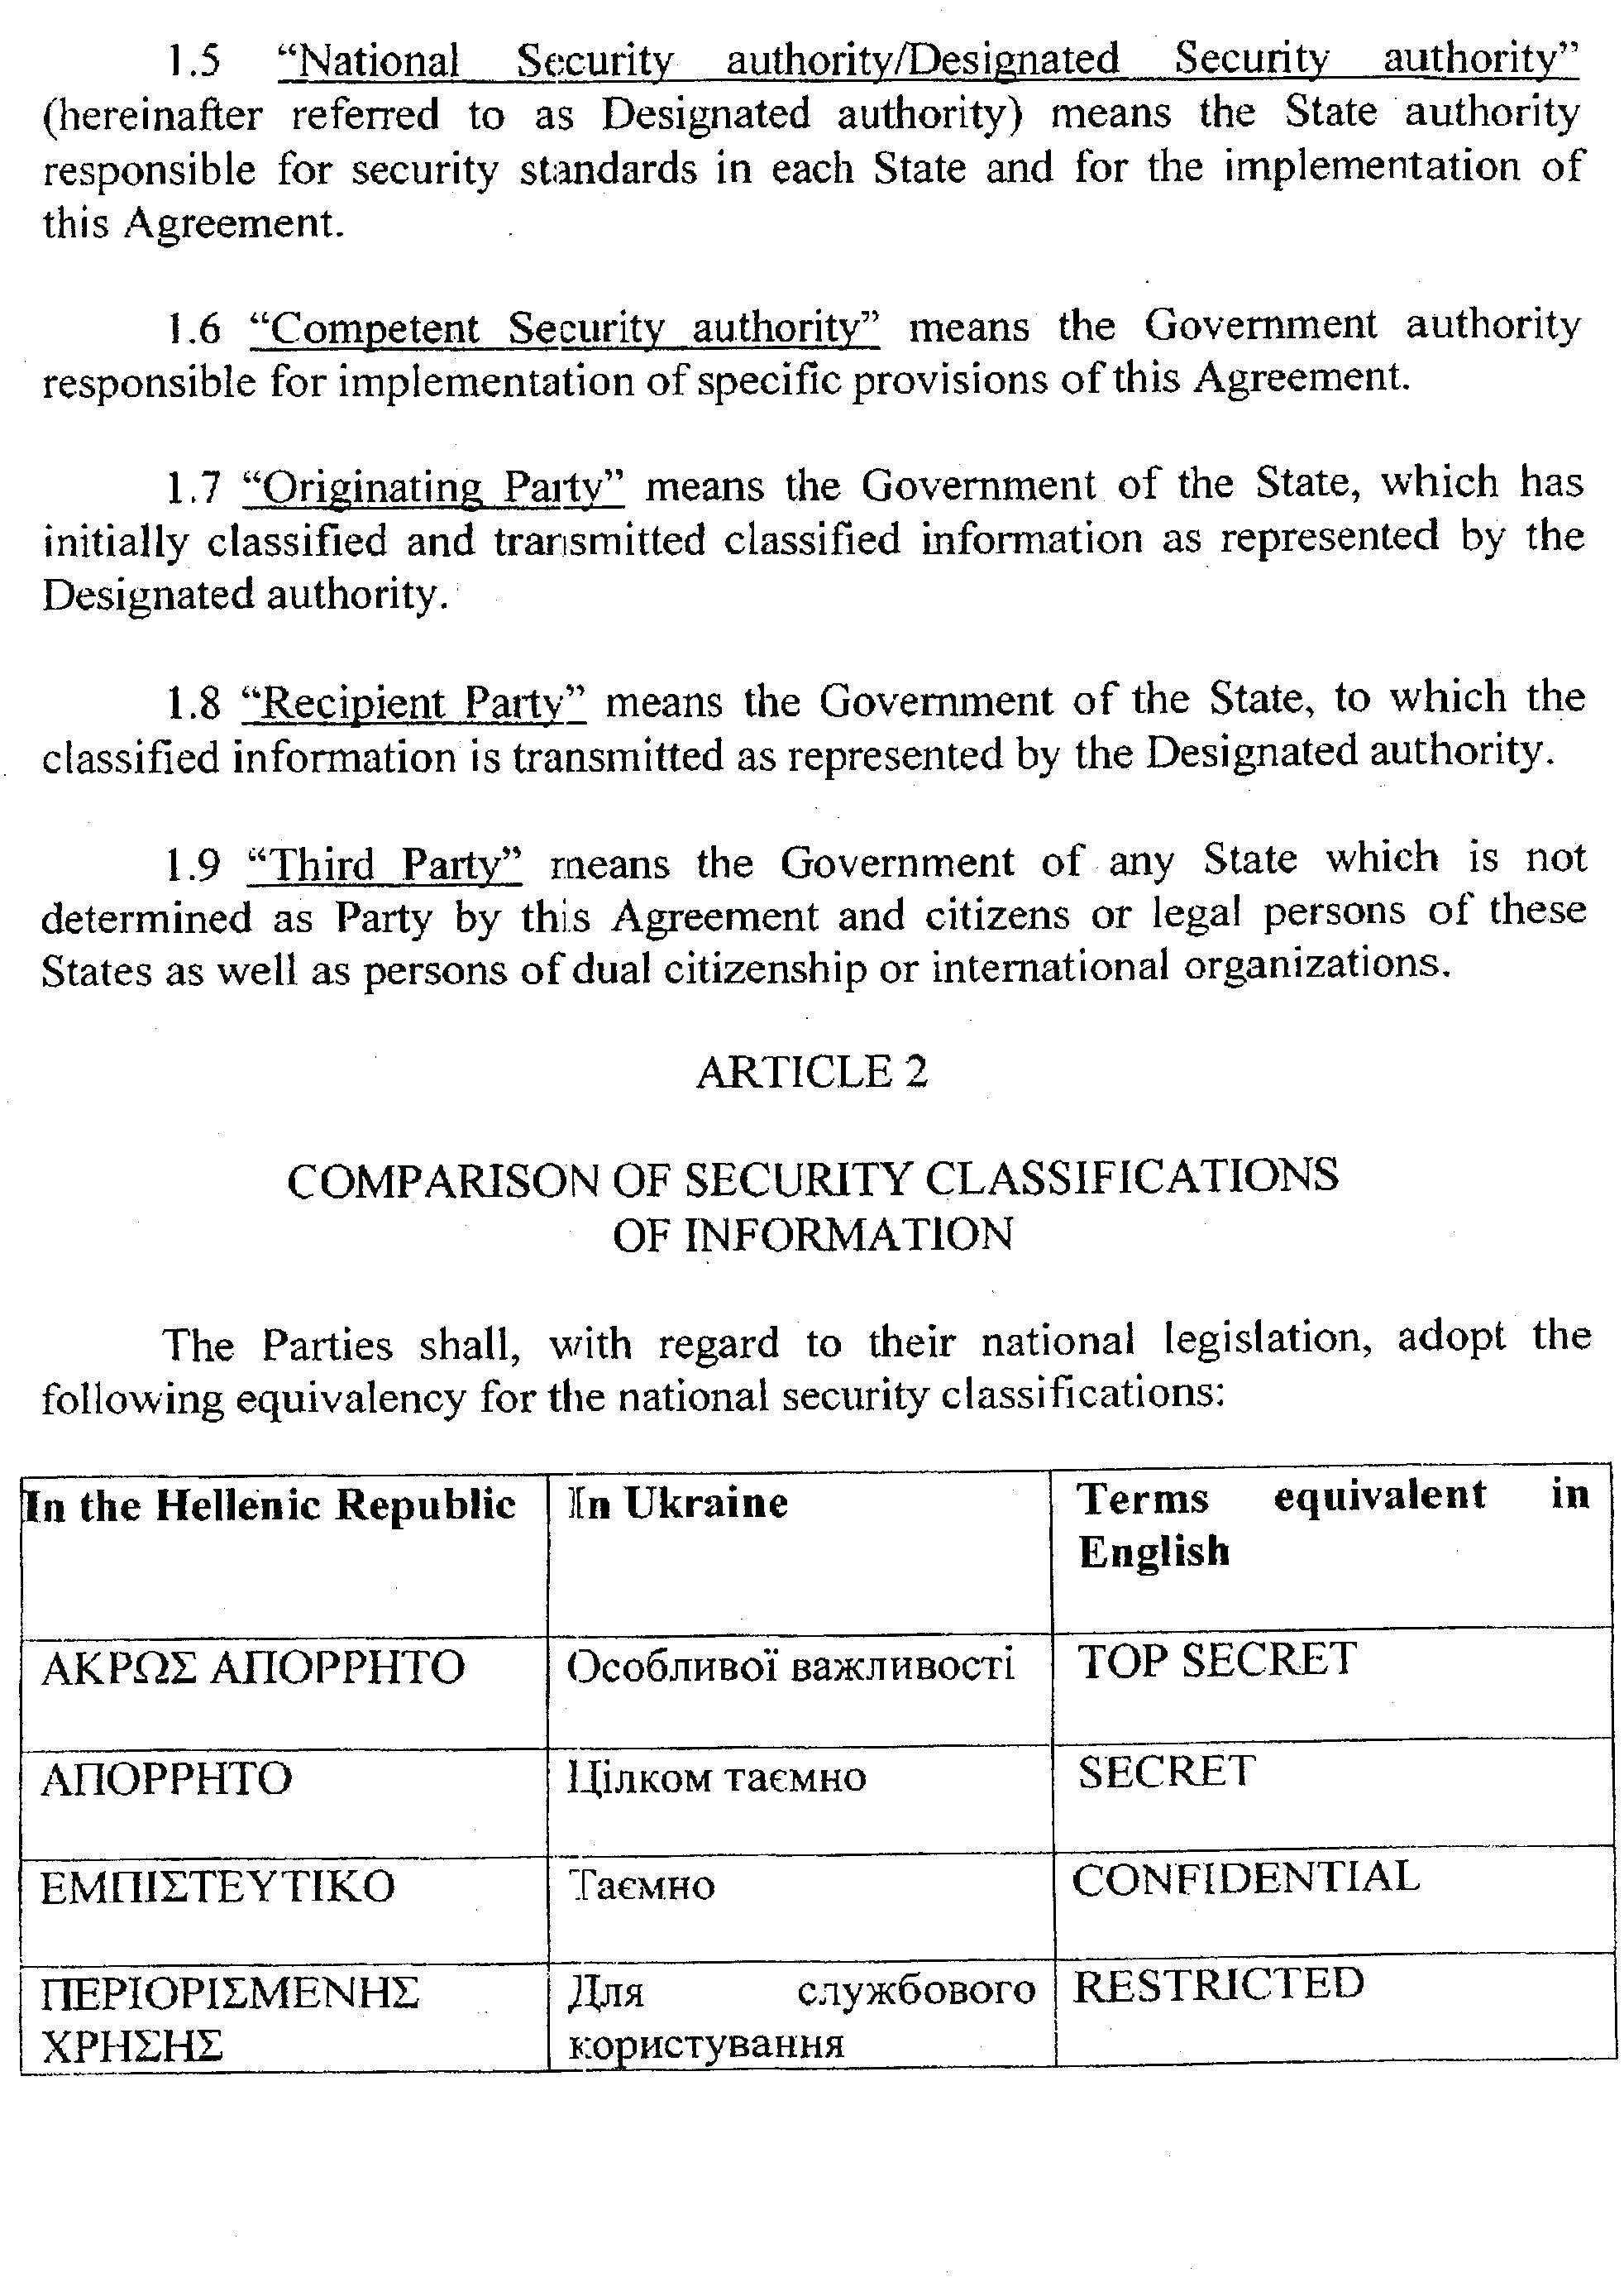 1.5 “National Security authority/Designated Security authority”
(hereinafter referred to as Designated authority) means the State authority
responsible for security standards in each State and for the implementation of
this Agreement.
1.6 “Competent Security authority” means the Government authority
responsible for implementation of specific provisions of this Agreement.
1.7 “Originating Party” means the Government of the State, which has
initially classified and transmitted classified information as represented by the
Designated authority.
1.8 “Recipient Party” means the Government of the State, to which the
classified information is transmitted as represented by the Designated authority.
1.9 “Third Party” means the Government of any State which is not
determined as Party by this Agreement and citizens or legal persons of these
States as well as persons of dual citizenship or international organizations.
ARTICLE 2
COMPARISON OF SECURITY CLASSIFICATIONS
OF INFORMATION
The Parties shall, with regard to their national legislation, adopt the
following equivalency for the national security classifications:
In the Hellenic Republic In Ukraine Terms equivalent in
English
ΑΚΡΩΣ ΑΠΟΡΡΗΤΟ Особливої важливості TOP SECRET
ΑΠΟΡΡΗΤΟ Цілком таємно SECRET
ΕΜΠΙΣΤΕΥΤΙΚΟ Таємно CONFIDENTIAL
ΠΕΡΙΟΡΙΣΜΕΝΗΣ Для службового RESTRICTED
ΧΡΗΣΗΣ користування